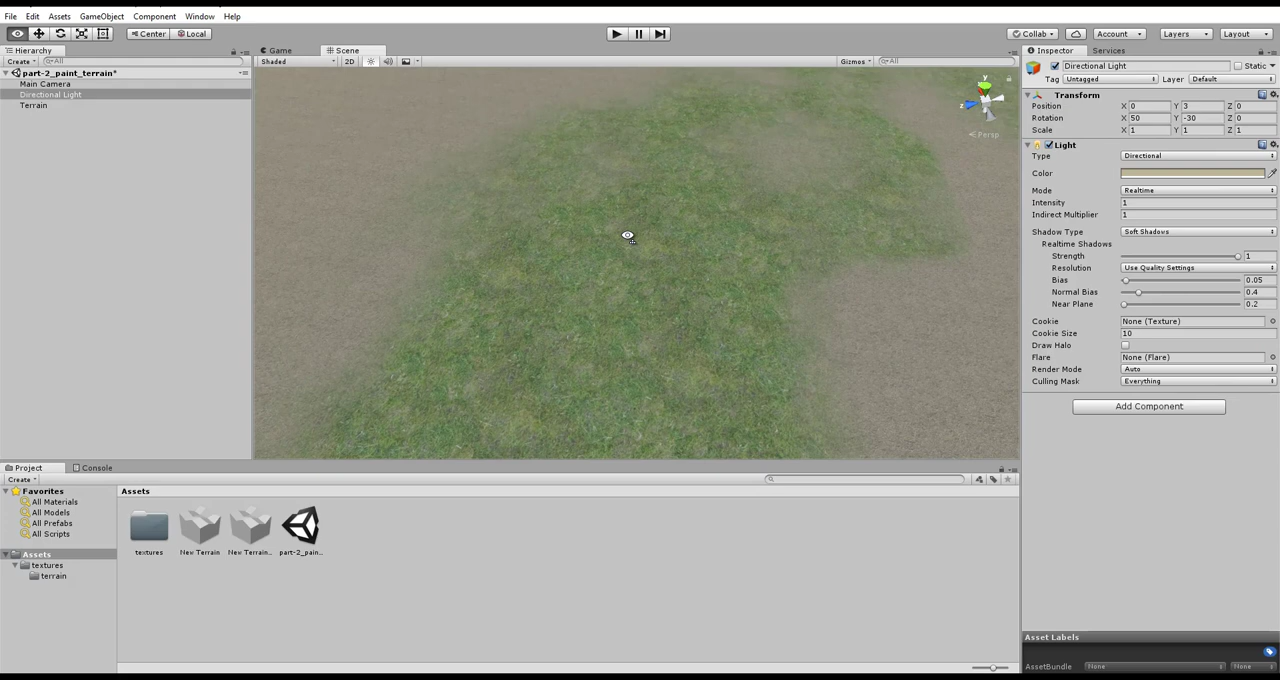 File Edit Assets GameObject Component Window Help
Center Local Collab Account Layers Layout
Hierarchy Game Scene Inspector Services
Create All Shaded 2D Gizmos All
part-2_paint_terrain*
Main Camera
Directional Light
Terrain
y
z
Persp
Directional Light Static
Tag Untagged Layer Default
Transform
Position X 0 Y 3 Z 0
Rotation X 50 Y -30 Z 0
Scale X 1 Y 1 Z 1
Light
Type Directional
Color
Mode Realtime
Intensity 1
Indirect Multiplier 1
Shadow Type Soft Shadows
Realtime Shadows
Strength 1
Resolution Use Quality Settings
Bias 0.05
Normal Bias 0.4
Near Plane 0.2
Cookie None (Texture)
Cookie Size 10
Draw Halo
Flare None (Flare)
Render Mode Auto
Culling Mask Everything
Add Component
Project Console
Create
Favorites
All Materials
All Models
All Prefabs
All Scripts
Assets
textures
terrain
Assets
textures New Terrain New Terrain.. part-2_pain...
Asset Labels
AssetBundle None None